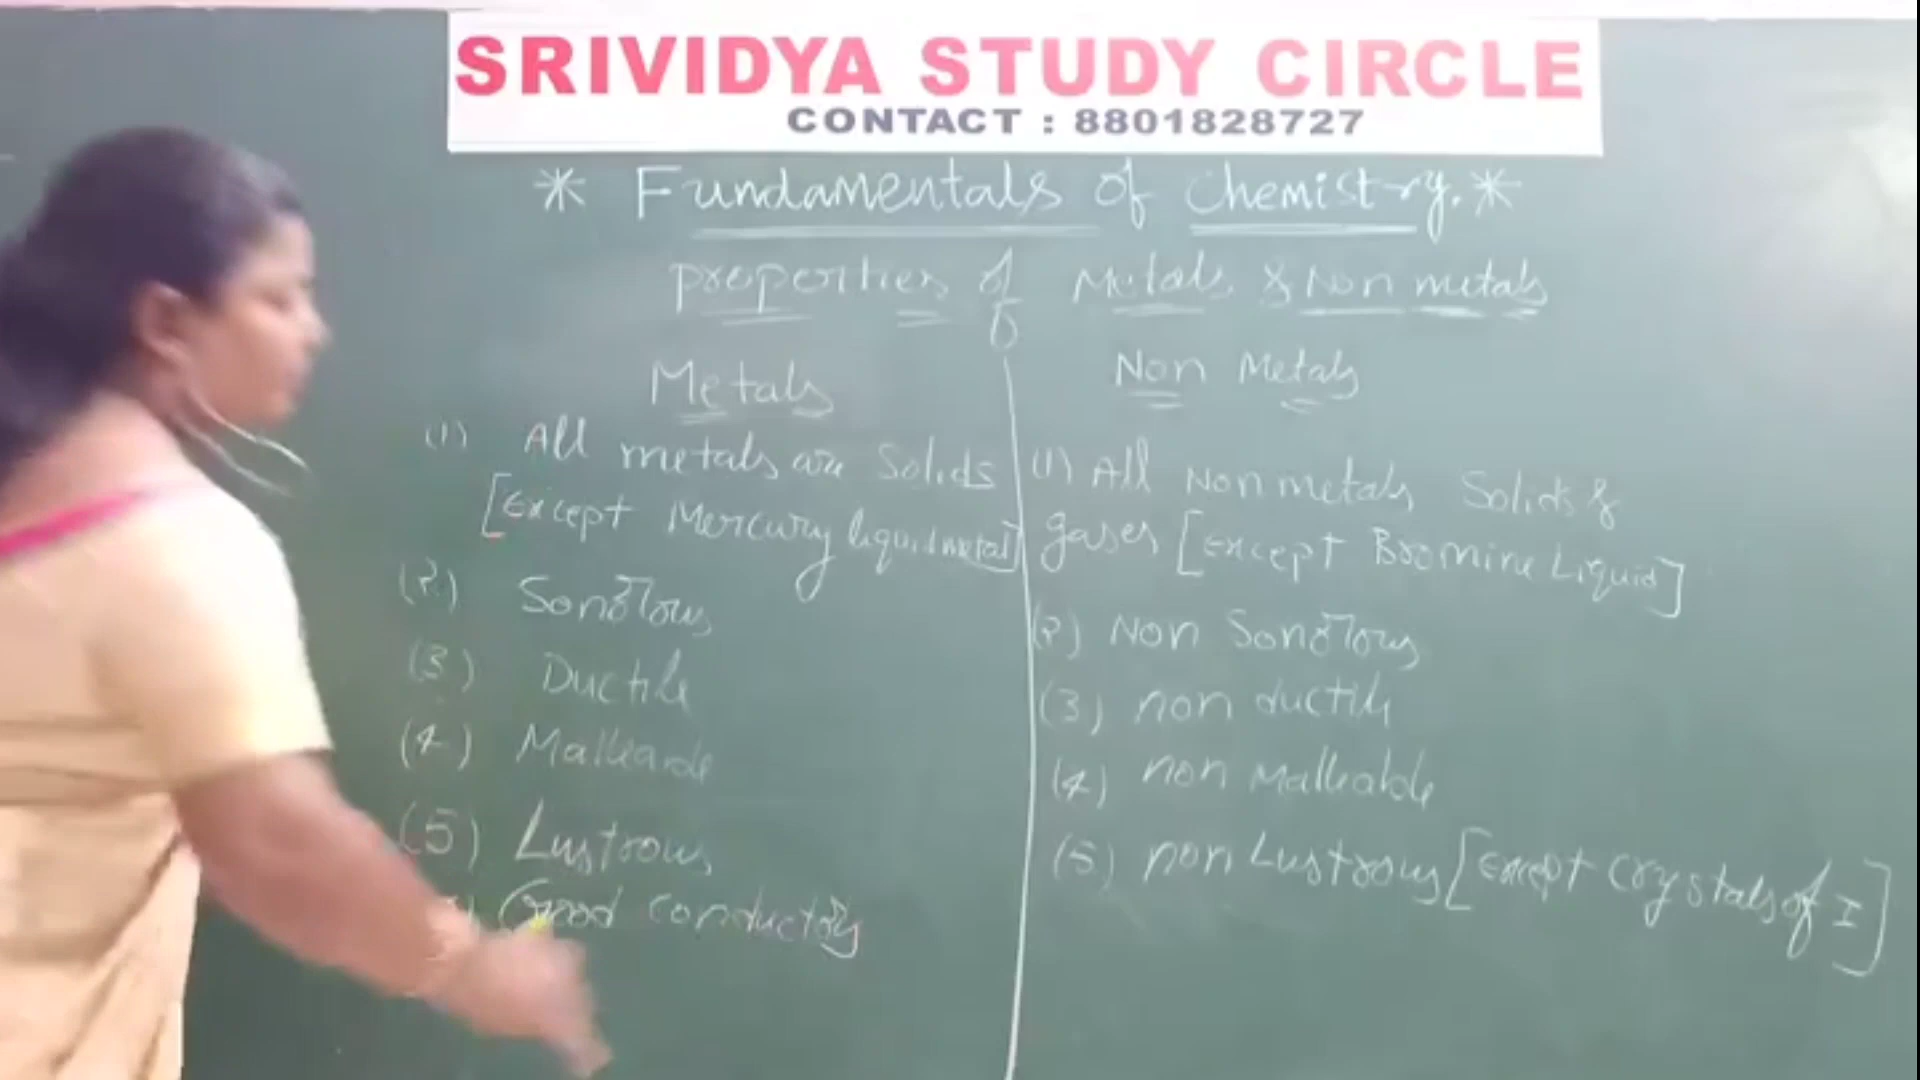 SRIVIDYA STUDY CIRCLE
CONTACT : 8801828727
* Fundamentals of chemistry. *
properties of Metals & Non metals
Metals
(1) All metals are Solids
[Except Mercury liquid metal]
(2) Sonorous
(3) Ductile
(4) Malleable
(5) Lustrous
Good conductors
Non Metals
(1) All Non metals Solids &
gases [Except Bromine Liquid]
(2) Non Sonorous
(3) non ductile
(4) non Malleable
(5) non Lustrous [Except Crystals of I]